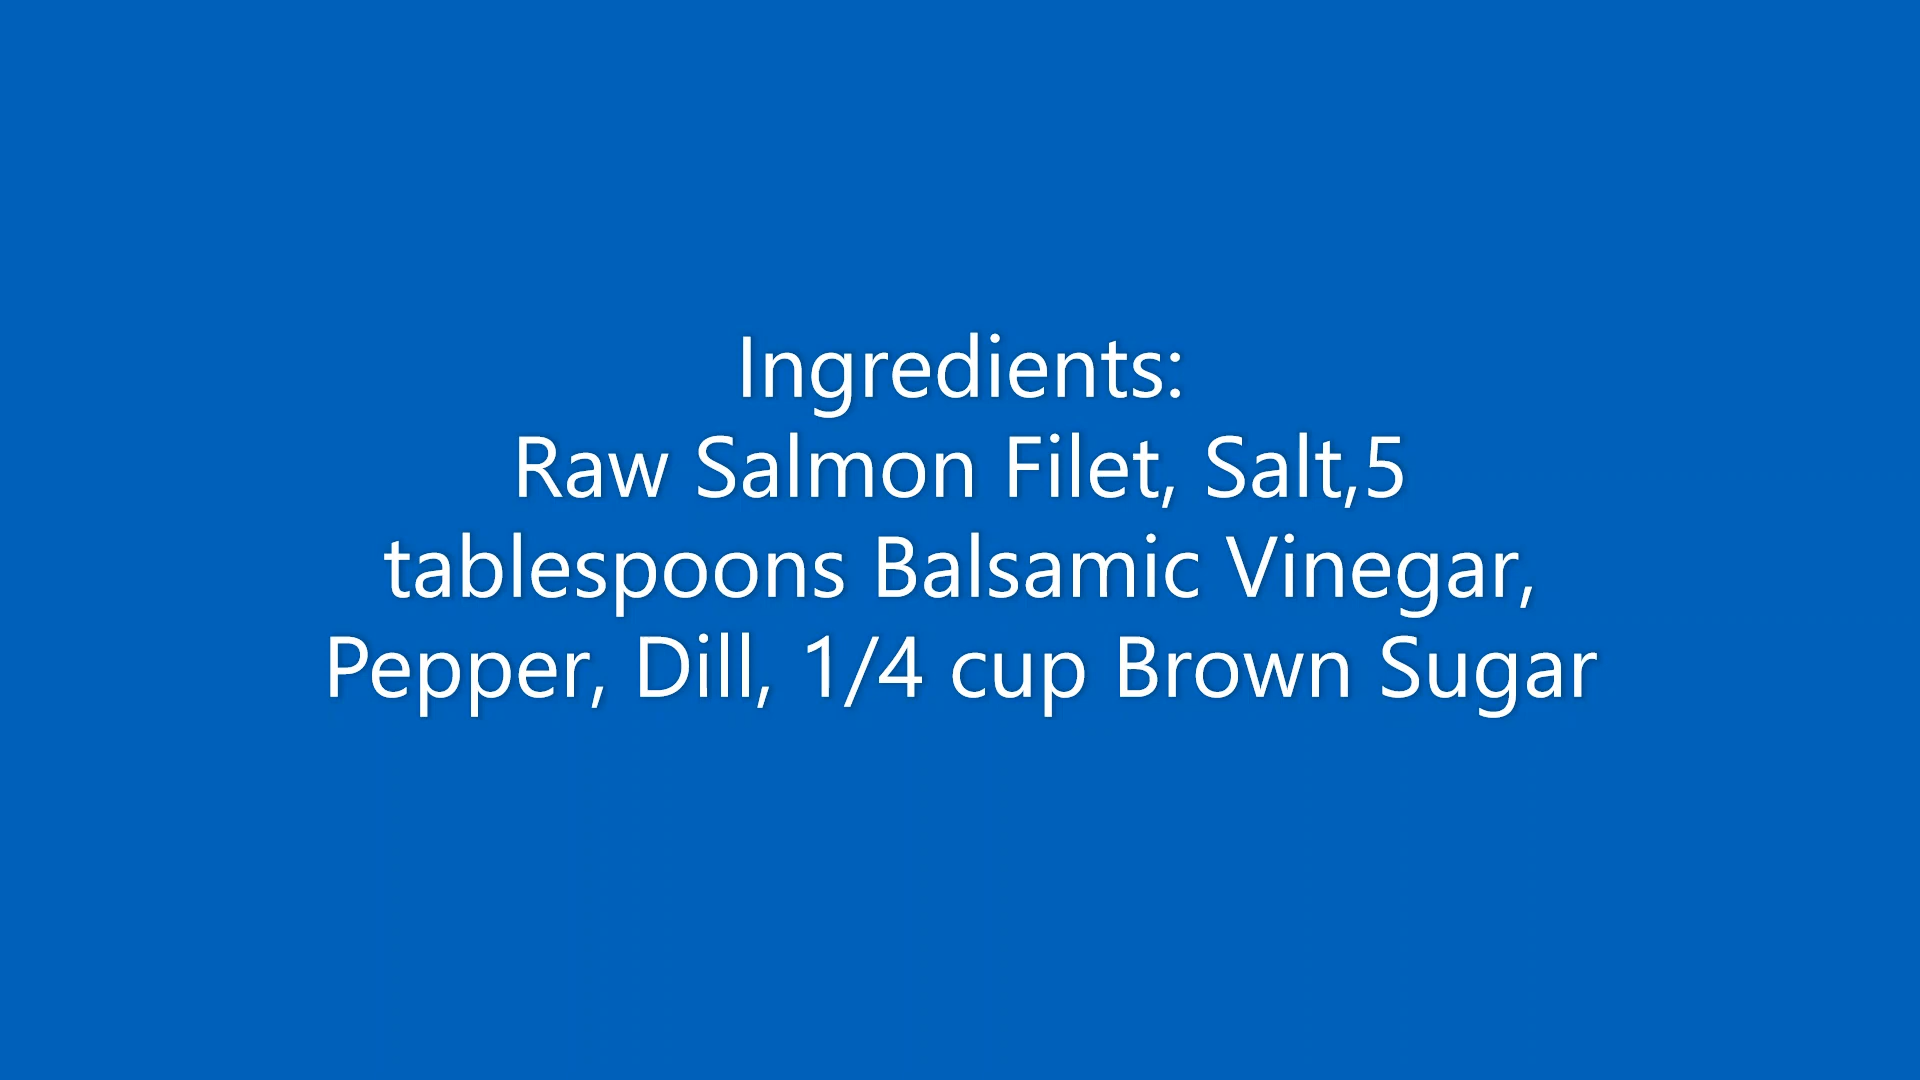 Ingredients:
Raw Salmon Filet, Salt,5
tablespoons Balsamic Vinegar,
Pepper, Dill, 1/4 cup Brown Sugar